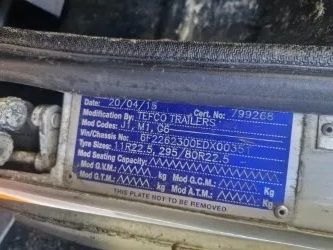 Date: 20/04/15 Cert. No: 799268
Modification By: TEFCO TRAILERS
Mod Codes: J1, M1, G6
Vin/Chassis No:
Tyre Sizes: 11R22.5, 295/80R22.5
Mod Seating Capacity:
Mod G.V.M: kg Mod G.C.M. Kg
Mod G.T.M: kg Mod A.T.M. Kg
THIS PLATE NOT TO BE REMOVED.